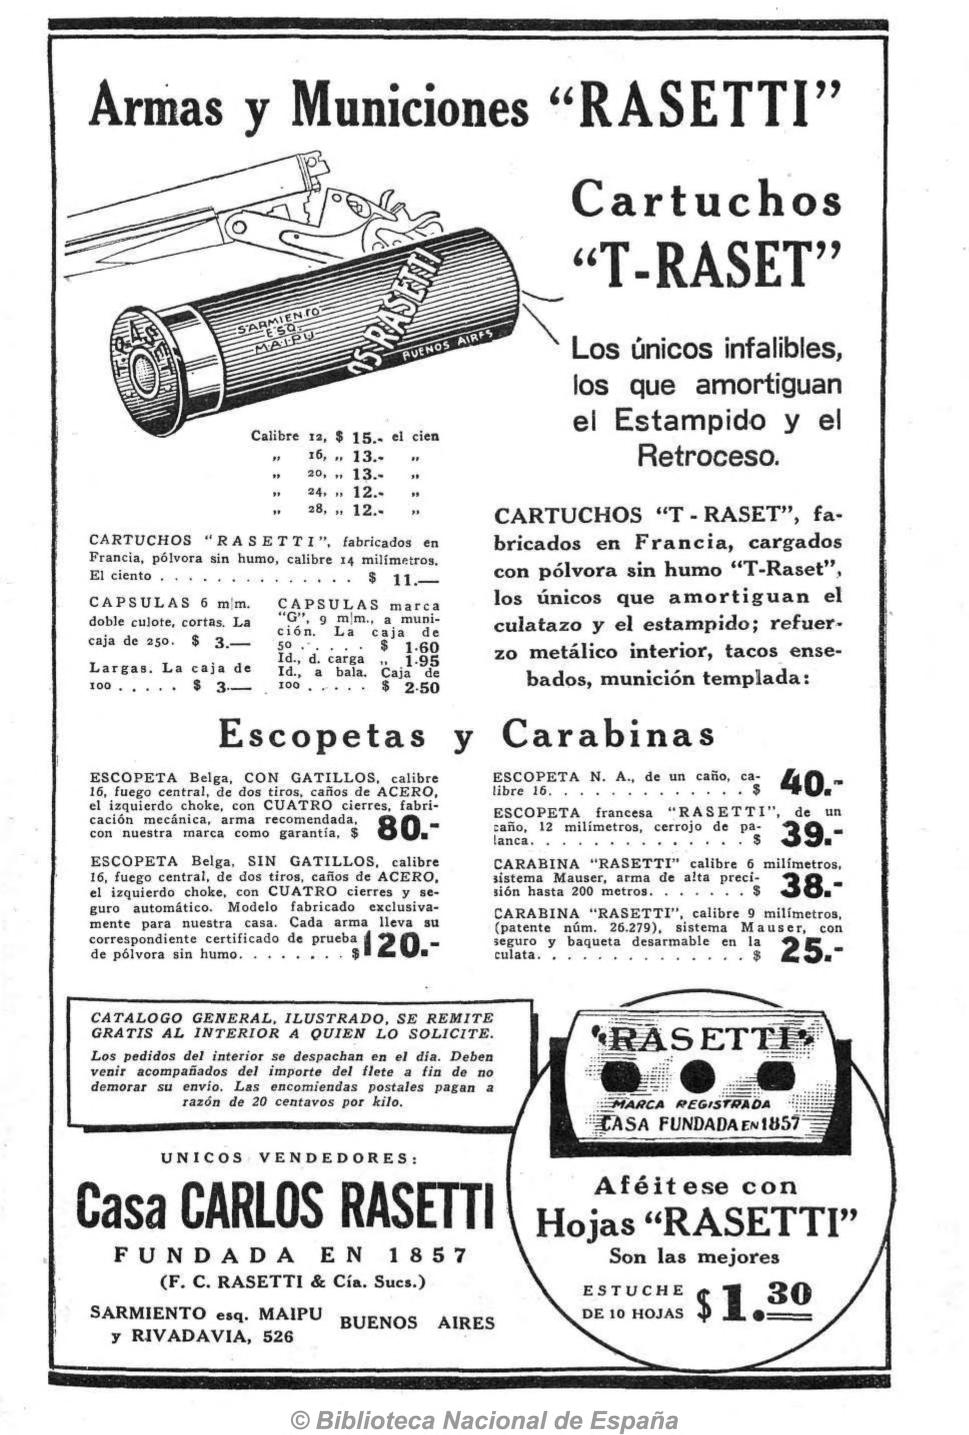 Armas y Municiones “RASETTI”
Cartuchos
“T-RASET”
SARMIENTO
ESQ.
MAIPU
RASETTI
BUENOS AIRES
Los únicos infalibles,
los que amortiguan
el Estampido y el
Retroceso.
Calibre 12, $ 15.- el cien
„ 16, „ 13.- „
„ 20, „ 13.- „
„ 24, „ 12.- „
„ 28, „ 12.- „
CARTUCHOS "RASETTI", fabricados en
Francia, pólvora sin humo, calibre 14 milímetros.
El ciento . . . . . . . . . . . . . . $ 11.—
CAPSULAS 6 m|m.
doble culote, cortas. La
caja de 250. $ 3.—
Largas. La caja de
100 . . . . . $ 3.—
CAPSULAS marca
"G", 9 m|m., a muni-
ción. La caja de
50 . . . . . $ 1.60
Id., d. carga „ 1.95
Id., a bala. Caja de
100 . . . . . $ 2.50
CARTUCHOS “T - RASET”, fa-
bricados en Francia, cargados
con pólvora sin humo “T-Raset”,
los únicos que amortiguan el
culatazo y el estampido; refuer-
zo metálico interior, tacos ense-
bados, munición templada:
Escopetas y Carabinas
ESCOPETA Belga, CON GATILLOS, calibre
16, fuego central, de dos tiros, caños de ACERO,
el izquierdo choke, con CUATRO cierres, fabri-
cación mecánica, arma recomendada,
con nuestra marca como garantía, $ 80.-
ESCOPETA Belga, SIN GATILLOS, calibre
16, fuego central, de dos tiros, caños de ACERO,
el izquierdo choke, con CUATRO cierres y se-
guro automático. Modelo fabricado exclusiva-
mente para nuestra casa. Cada arma lleva su
correspondiente certificado de prueba
de pólvora sin humo. . . . . . . . . $ 120.-
ESCOPETA N. A., de un caño, ca-
libre 16. . . . . . . . . . . . . . $ 40.-
ESCOPETA francesa "RASETTI", de un
caño, 12 milímetros, cerrojo de pa-
lanca. . . . . . . . . . . . . . . $ 39.-
CARABINA “RASETTI” calibre 6 milímetros,
sistema Mauser, arma de alta preci-
sión hasta 200 metros. . . . . . . $ 38.-
CARABINA “RASETTI”, calibre 9 milímetros,
(patente núm. 26.279), sistema Mauser, con
seguro y baqueta desarmable en la
culata. . . . . . . . . . . . . . $ 25.-
CATALOGO GENERAL, ILUSTRADO, SE REMITE
GRATIS AL INTERIOR A QUIEN LO SOLICITE.
Los pedidos del interior se despachan en el día. Deben
venir acompañados del importe del flete a fin de no
demorar su envío. Las encomiendas postales pagan a
razón de 20 centavos por kilo.
UNICOS VENDEDORES:
Casa CARLOS RASETTI
FUNDADA EN 1857
(F. C. RASETTI & Cía. Sucs.)
SARMIENTO esq. MAIPU
y RIVADAVIA, 526
BUENOS AIRES
“RASETTI”
MARCA REGISTRADA
CASA FUNDADA EN 1857
Aféitese con
Hojas “RASETTI”
Son las mejores
ESTUCHE
DE 10 HOJAS $ 1.30
© Biblioteca Nacional de España